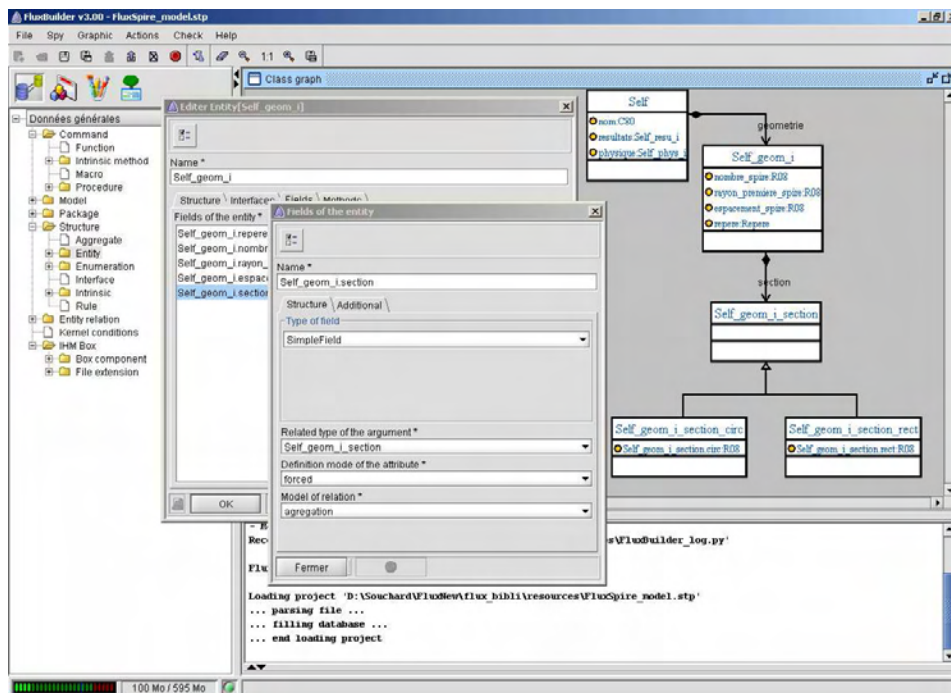 FluxBuilder v3.00 - FluxSpire_model.stp
File Spy Graphic Actions Check Help
1:1
Données générales
Command
Function
Intrinsic method
Macro
Procedure
Model
Package
Structure
Aggregate
Entity
Enumeration
Interface
Intrinsic
Rule
Entity relation
Kernel conditions
IHM Box
Box component
File extension
Class graph
Editer Entity[Self_geom_i]
Name *
Self_geom_i
Structure Interfaces Fields Methods
Fields of the entity *
Self_geom_i.repere
Self_geom_i.nombr
Self_geom_i.rayon_
Self_geom_i.espac
Self_geom_i.section
OK
Fields of the entity
Name *
Self_geom_i.section
Structure Additional
Type of field
SimpleField
Related type of the argument *
Self_geom_i_section
Definition mode of the attribute *
forced
Model of relation *
agregation
Fermer
Self
nom:C80
resultats:Self_resu_i
physique:Self_phys_i
geometrie
Self_geom_i
nombre_spire:R08
rayon_premiere_spire:R08
espacement_spire:R08
repere:Repere
section
Self_geom_i_section
Self_geom_i_section_circ
Self_geom_i_section.circ:R08
Self_geom_i_section_rect
Self_geom_i_section.rect:R08
Rec
s\FluxBuilder_log.py'
Flu
Loading project 'D:\Souchard\FluxNew\flux_bibli\resources\FluxSpire_model.stp'
... parsing file ...
... filling database ...
... end loading project
100 Mo / 595 Mo